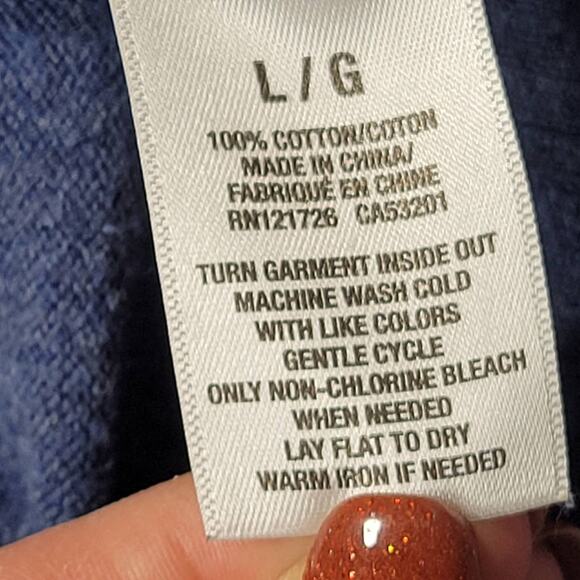 L / G
100% COTTON/COTON
MADE IN CHINA/
FABRIQUÉ EN CHINE
RN121726 CA53201
TURN GARMENT INSIDE OUT
MACHINE WASH COLD
WITH LIKE COLORS
GENTLE CYCLE
ONLY NON-CHLORINE BLEACH
WHEN NEEDED
LAY FLAT TO DRY
WARM IRON IF NEEDED